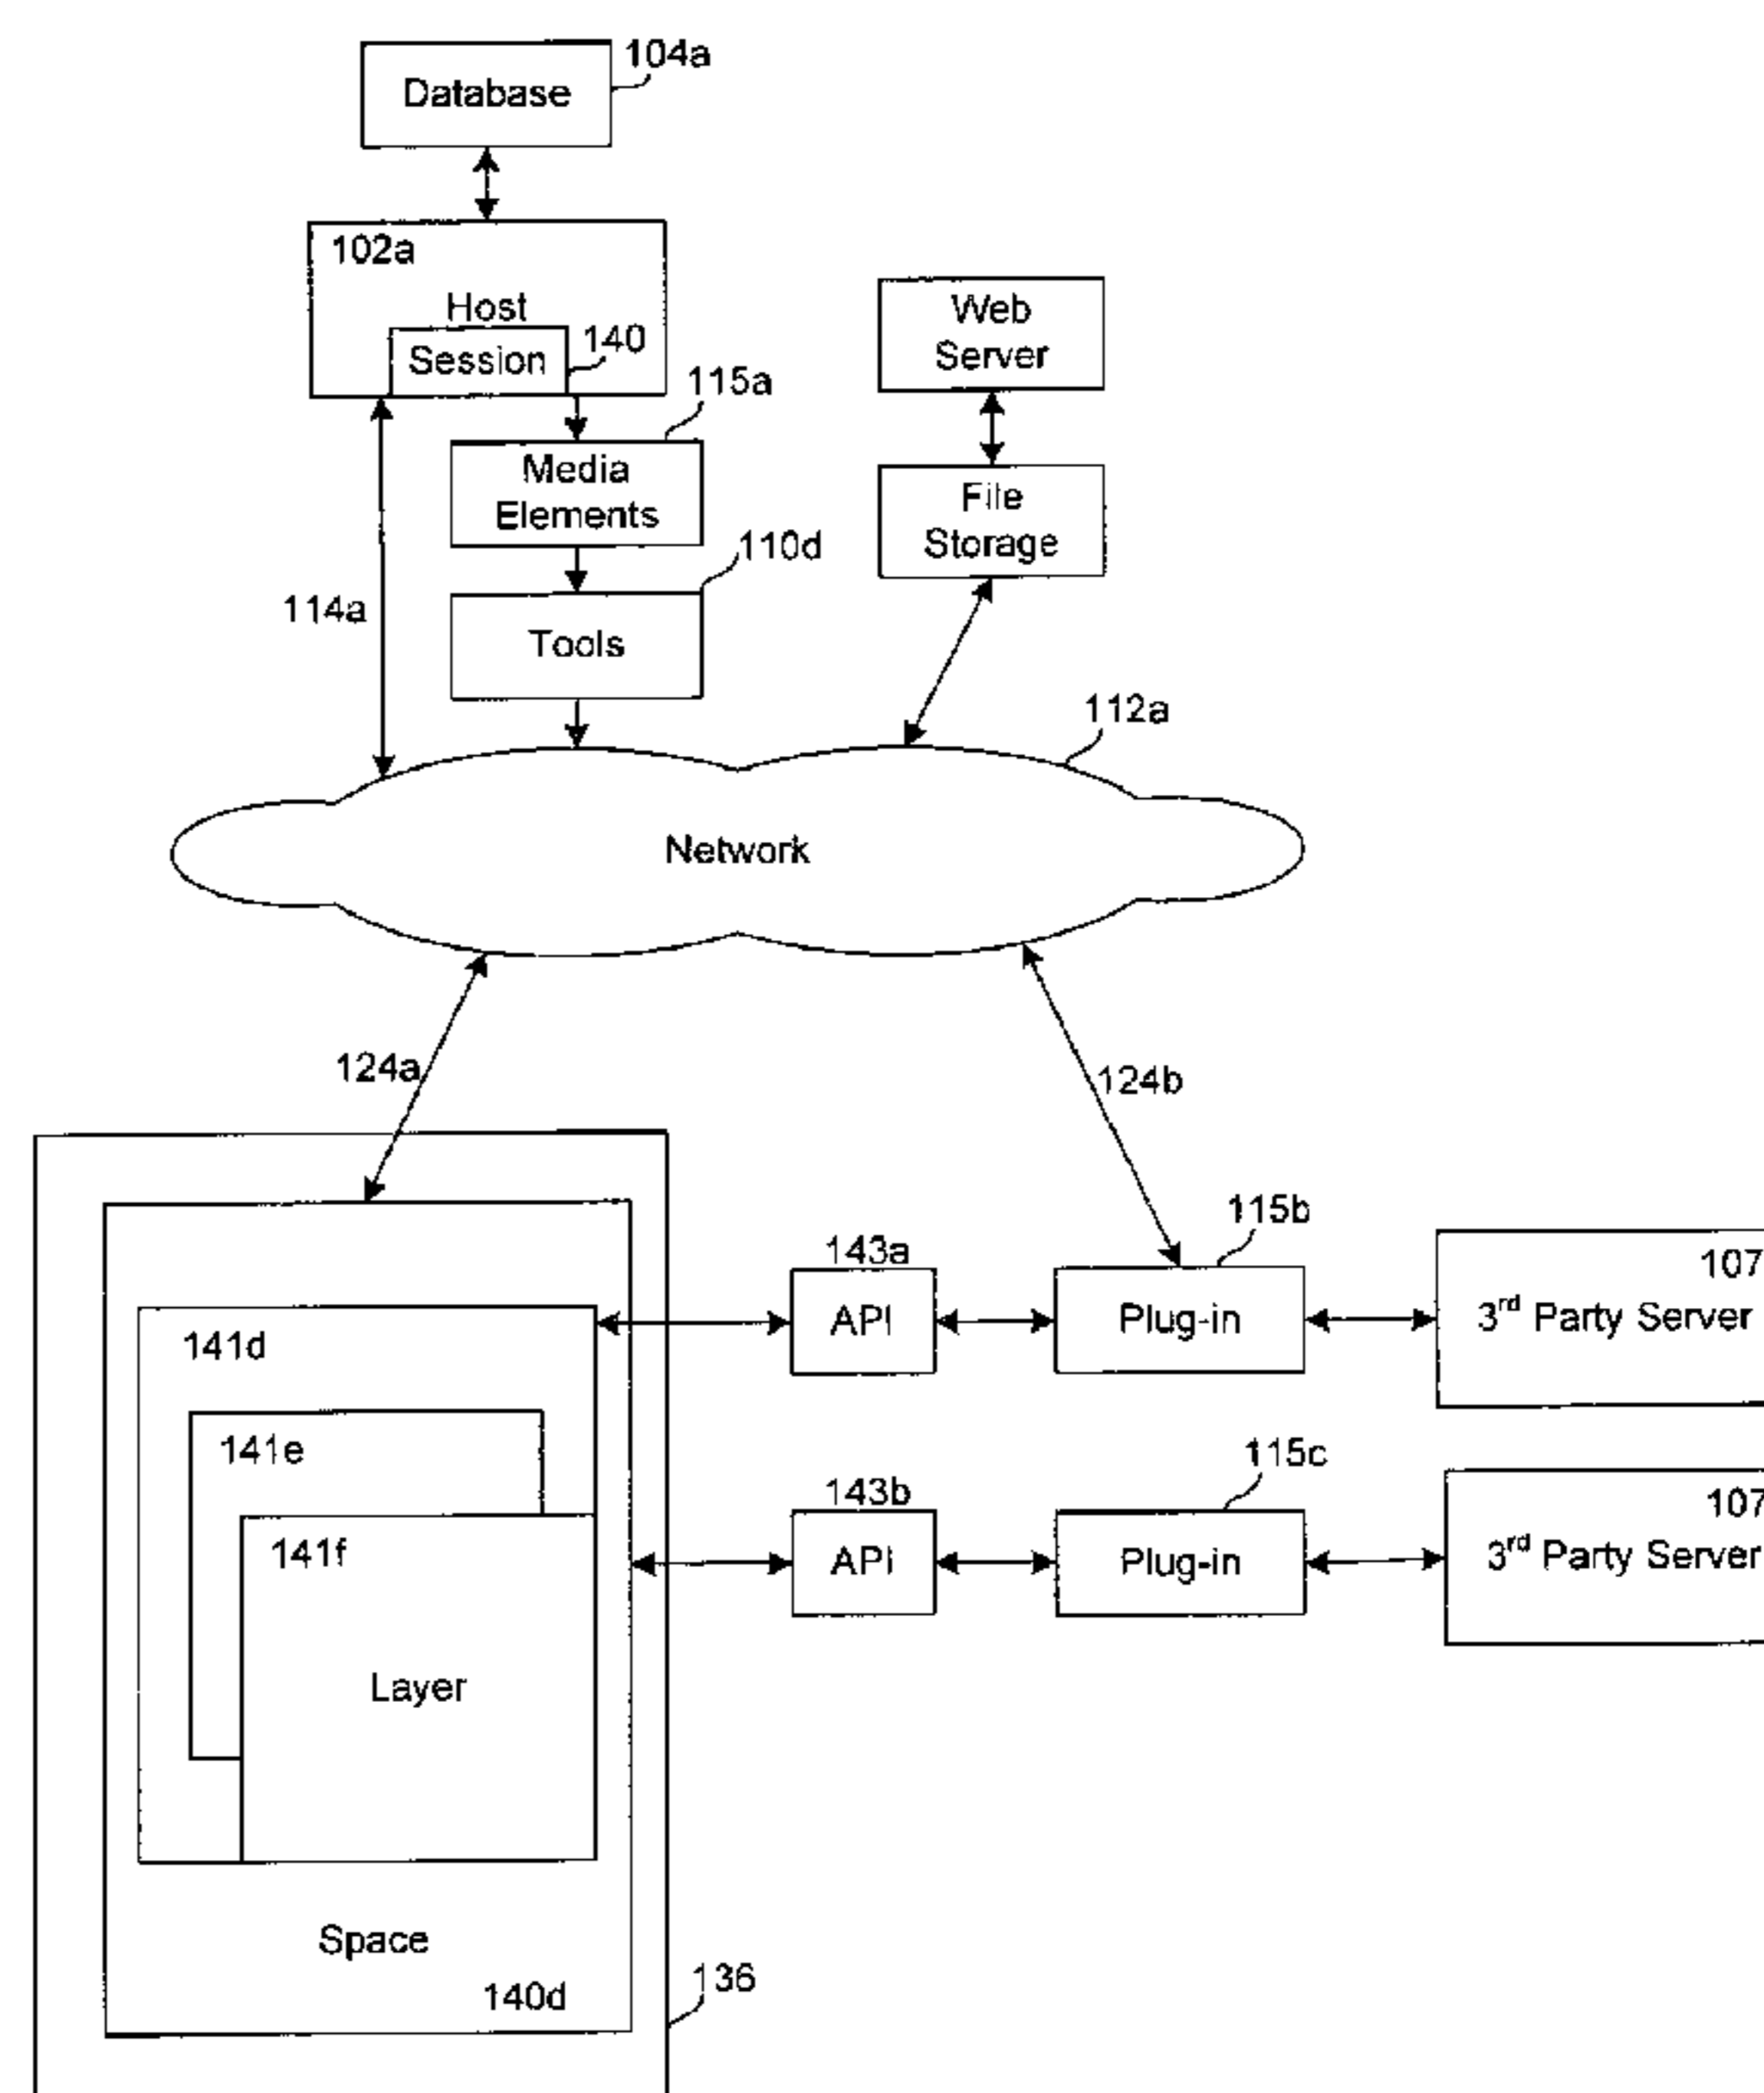 104a
Database
102a
Host
Session
140
Web
Server
115a
Media
Elements
File
Storage
110d
114a
Tools
112a
Network
124a
124b
115b
143a
107
API
Plug-in
3rd Party Server
141d
141e
115c
143b
107
141f
API
Plug-in
3rd Party Server
Layer
Space
136
140d